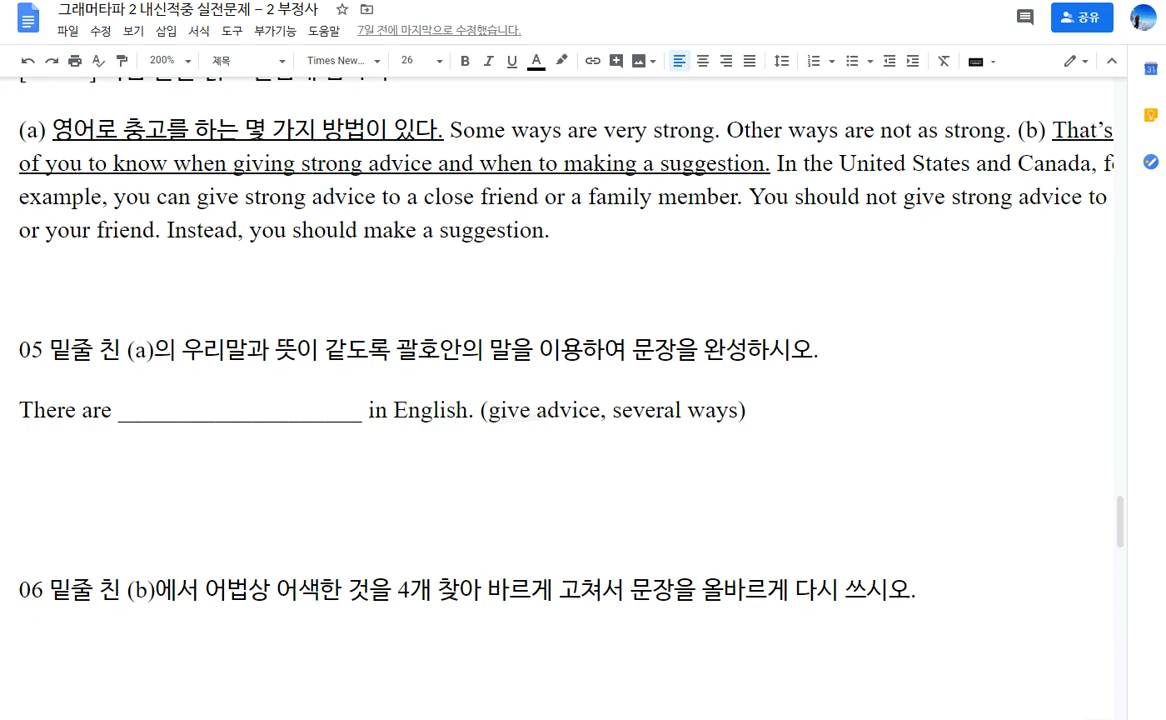 그래머타파 2 내신적중 실전문제 – 2 부정사
파일 수정 보기 삽입 서식 도구 부가기능 도움말 7일 전에 마지막으로 수정했습니다.
공유
200% 제목 Times New... 26 B I U A
(a) 영어로 충고를 하는 몇 가지 방법이 있다. Some ways are very strong. Other ways are not as strong. (b) That's
of you to know when giving strong advice and when to making a suggestion. In the United States and Canada,
example, you can give strong advice to a close friend or a family member. You should not give strong advice to
or your friend. Instead, you should make a suggestion.
05 밑줄 친 (a)의 우리말과 뜻이 같도록 괄호안의 말을 이용하여 문장을 완성하시오.
There are ____________________ in English. (give advice, several ways)
06 밑줄 친 (b)에서 어법상 어색한 것을 4개 찾아 바르게 고쳐서 문장을 올바르게 다시 쓰시오.